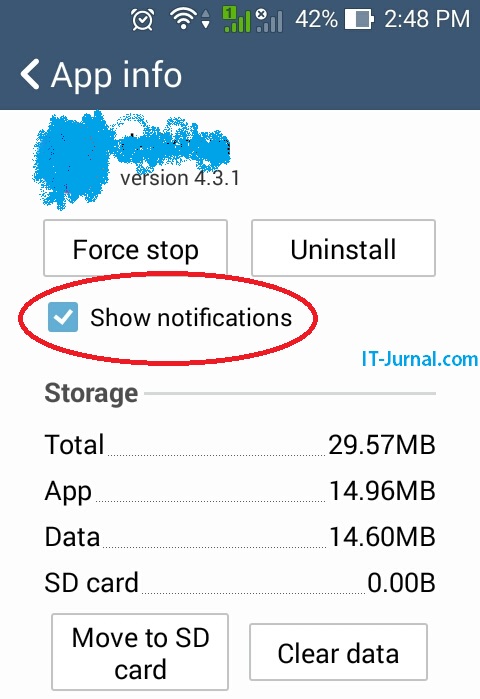 1
42%
2:48 PM
App info
version 4.3.1
Force stop
Uninstall
Show notifications
IT-Jurnal.com
Storage
Total 29.57MB
App 14.96MB
Data 14.60MB
SD card 0.00B
Move to SD
card
Clear data